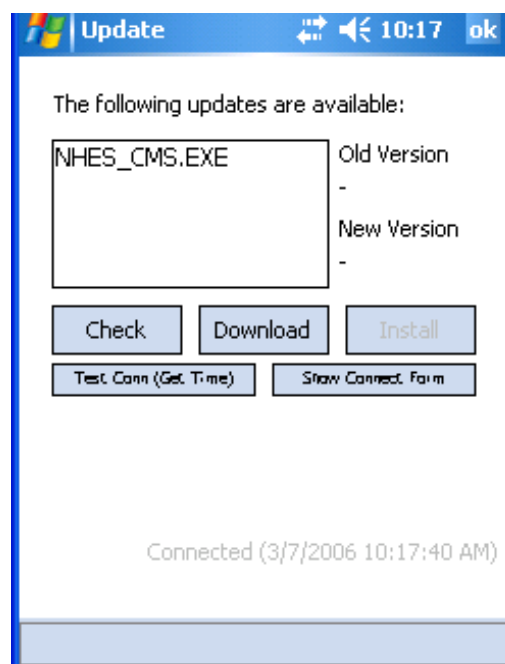 Update 10:17 ok
The following updates are available:
NHES_CMS.EXE
Old Version
-
New Version
-
Check Download Install
Test Conn (Get Time) Show Connect Form
Connected (3/7/2006 10:17:40 AM)